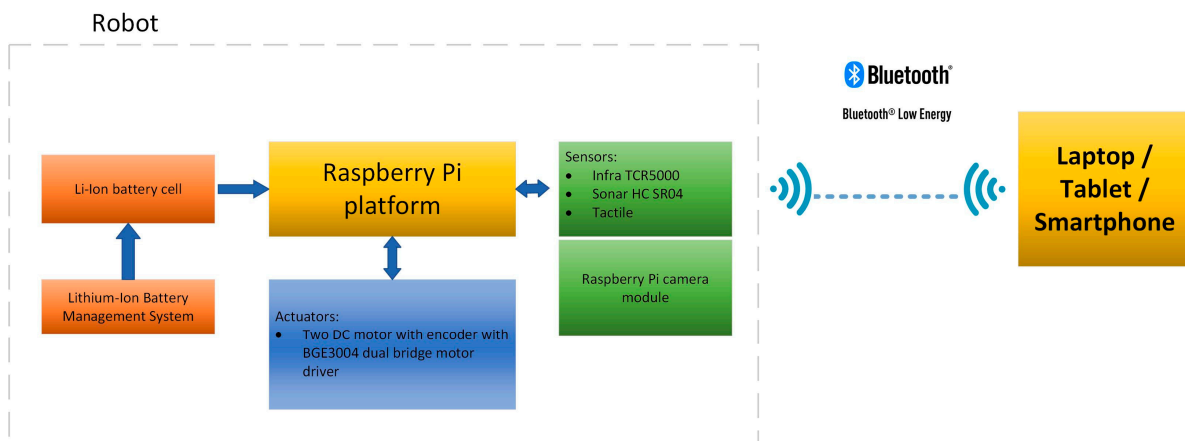 Robot
Bluetooth®
Bluetooth® Low Energy
Li-Ion battery cell
Raspberry Pi
platform
Sensors:
• Infra TCR5000
• Sonar HC SR04
• Tactile
Laptop /
Tablet /
Smartphone
Lithium-Ion Battery
Management System
Actuators:
• Two DC motor with encoder with
BGE3004 dual bridge motor
driver
Raspberry Pi camera
module